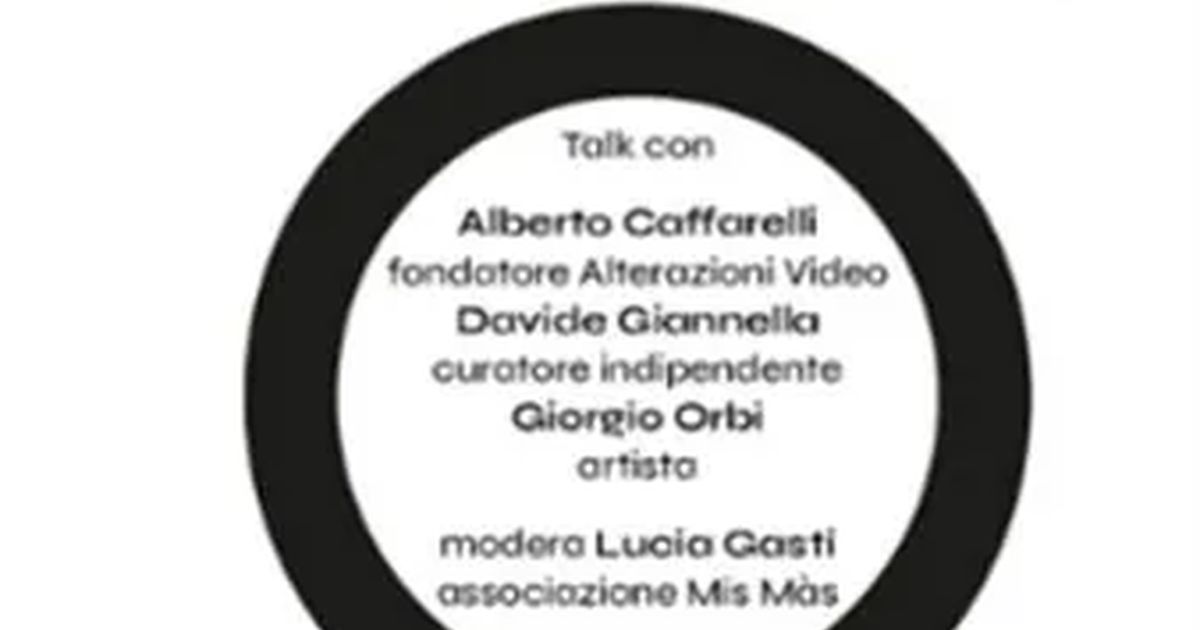 Talk con
Alberto Caffarelli
fondatore Alterazioni Video
Davide Giannella
curatore indipendente
Giorgio Orbi
artista
modera Lucia Gasti
associazione Mis Màs